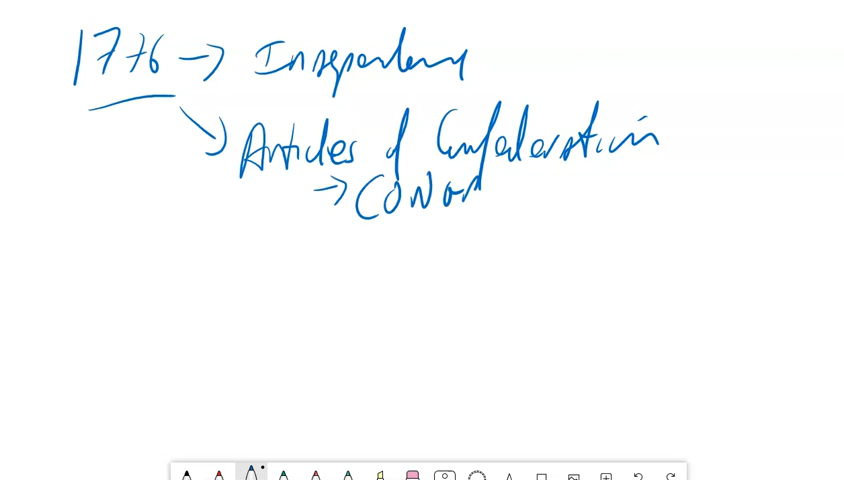 1776 → Independence
→ Articles of Confederation
→